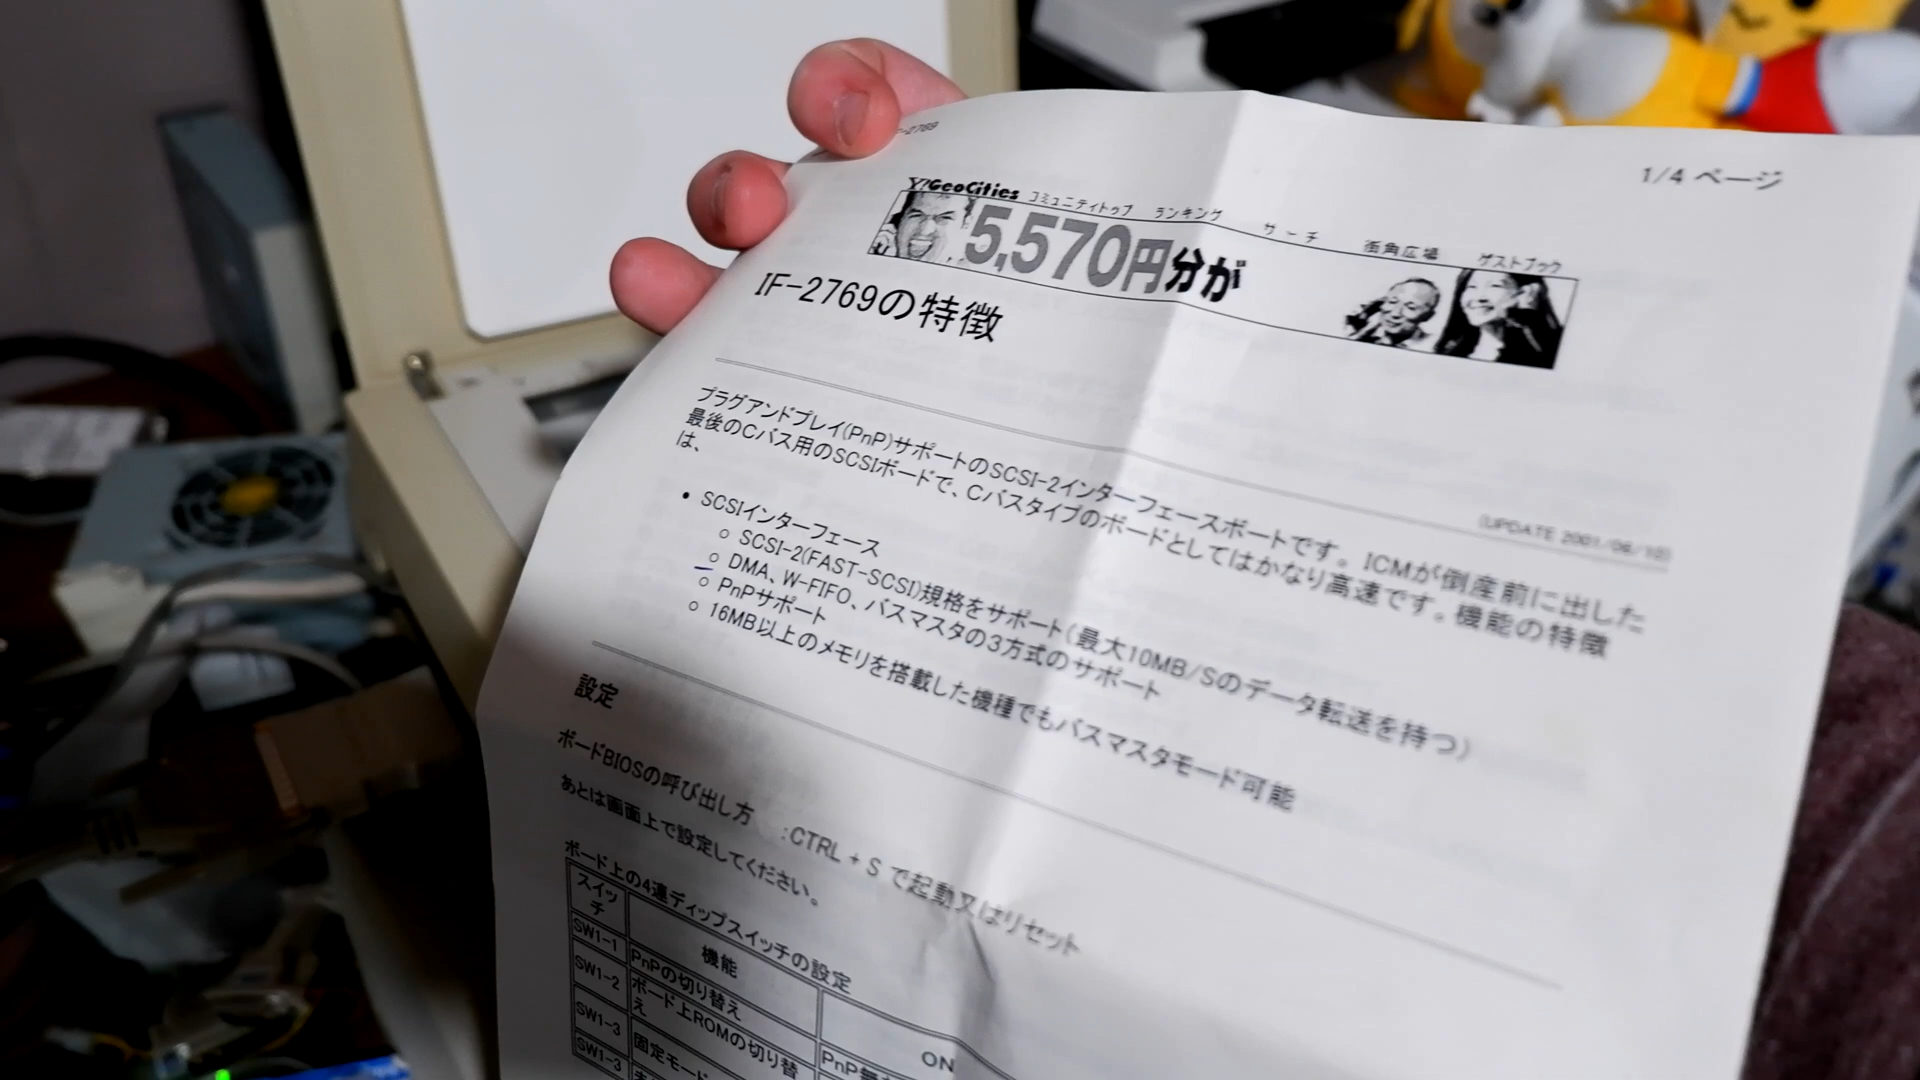 F-2769
1/4 ページ
Y!GeoCities コミュニティトップ ランキング サーチ 街角広場 ゲストブック
5,570円分が
IF-2769の特徴
(UPDATE 2001/06/10)
プラグアンドプレイ(PnP)サポートのSCSI-2インターフェースボートです。ICMが倒産前に出した
最後のCバス用のSCSIボードで、Cバスタイプのボードとしてはかなり高速です。機能の特徴
は、
• SCSIインターフェース
○ SCSI-2(FAST-SCSI)規格をサポート(最大10MB/Sのデータ転送を持つ)
○ DMA、W-FIFO、バスマスタの3方式のサポート
○ PnPサポート
○ 16MB以上のメモリを搭載した機種でもバスマスタモード可能
設定
ボードBIOSの呼び出し方 :CTRL + S で起動又はリセット
あとは画面上で設定してください。
ボード上の4連ディップスイッチの設定
スイッチ 機能 ON
SW1-1 PnPの切り替え
SW1-2 ボード上ROMの切り替え
SW1-3 固定モー
SW1-3